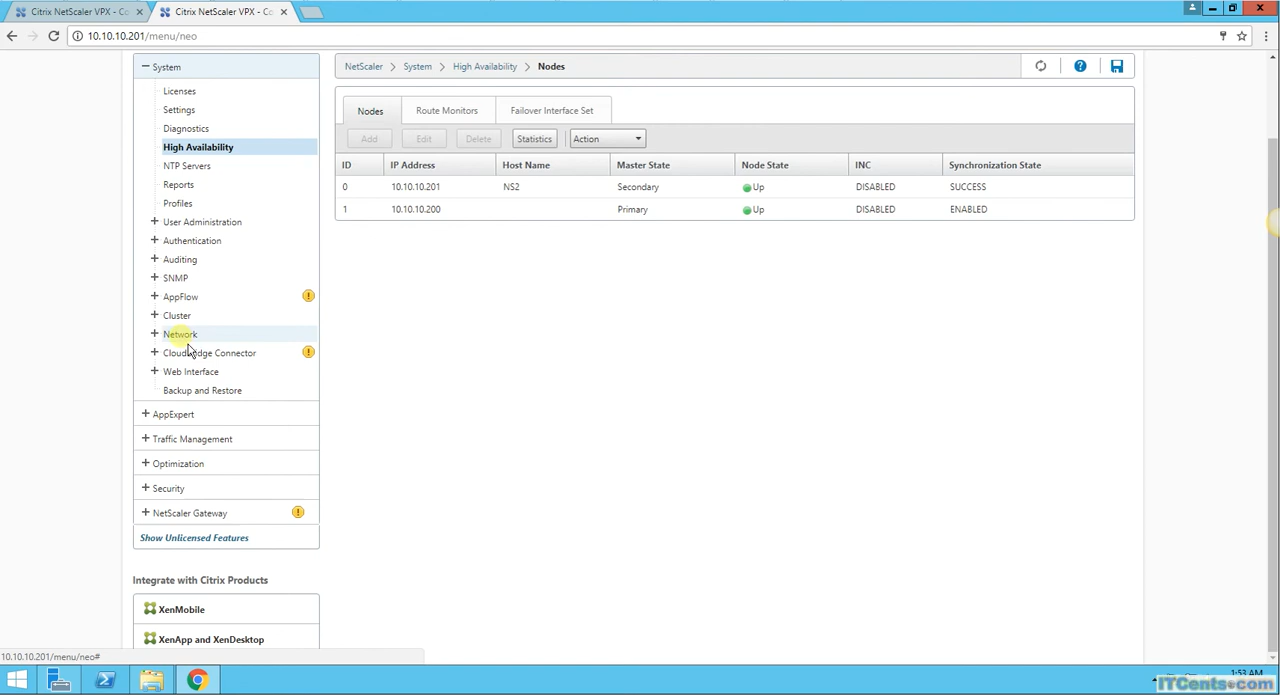 Citrix NetScaler VPX - Co
Citrix NetScaler VPX - Co
10.10.10.201/menu/neo
System
Licenses
Settings
Diagnostics
High Availability
NTP Servers
Reports
Profiles
User Administration
Authentication
Auditing
SNMP
AppFlow
Cluster
Network
CloudBridge Connector
Web Interface
Backup and Restore
AppExpert
Traffic Management
Optimization
Security
NetScaler Gateway
Show Unlicensed Features
Integrate with Citrix Products
XenMobile
XenApp and XenDesktop
NetScaler > System > High Availability > Nodes
Nodes Route Monitors Failover Interface Set
Add Edit Delete Statistics Action
ID IP Address Host Name Master State Node State INC Synchronization State
0 10.10.10.201 NS2 Secondary Up DISABLED SUCCESS
1 10.10.10.200 Primary Up DISABLED ENABLED
10.10.10.201/menu/neo#
1:53 AM
ITCents.com